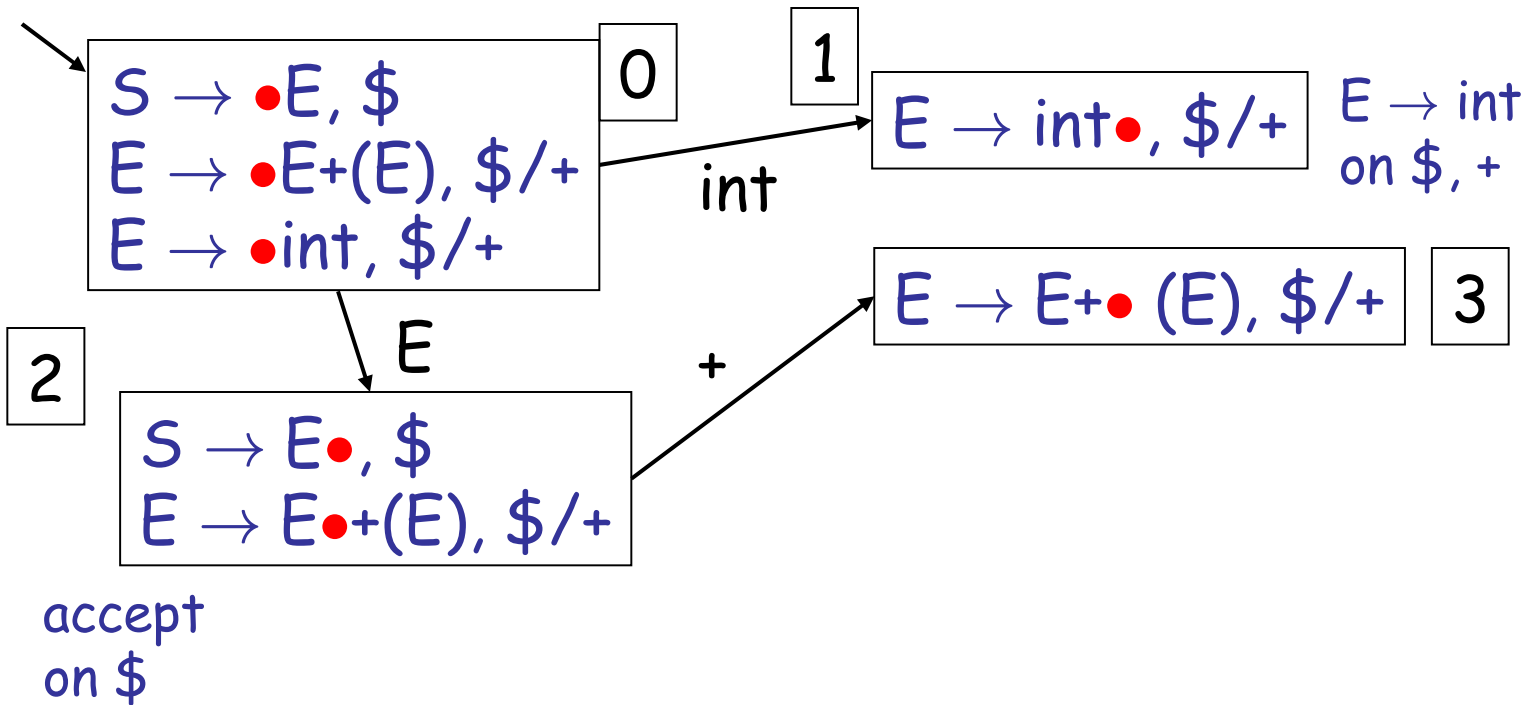 0
S → •E, $
E → •E+(E), $/+
E → •int, $/+
1
E → int•, $/+
E → int
on $, +
int
E
2
S → E•, $
E → E•+(E), $/+
accept
on $
+
E → E+• (E), $/+
3